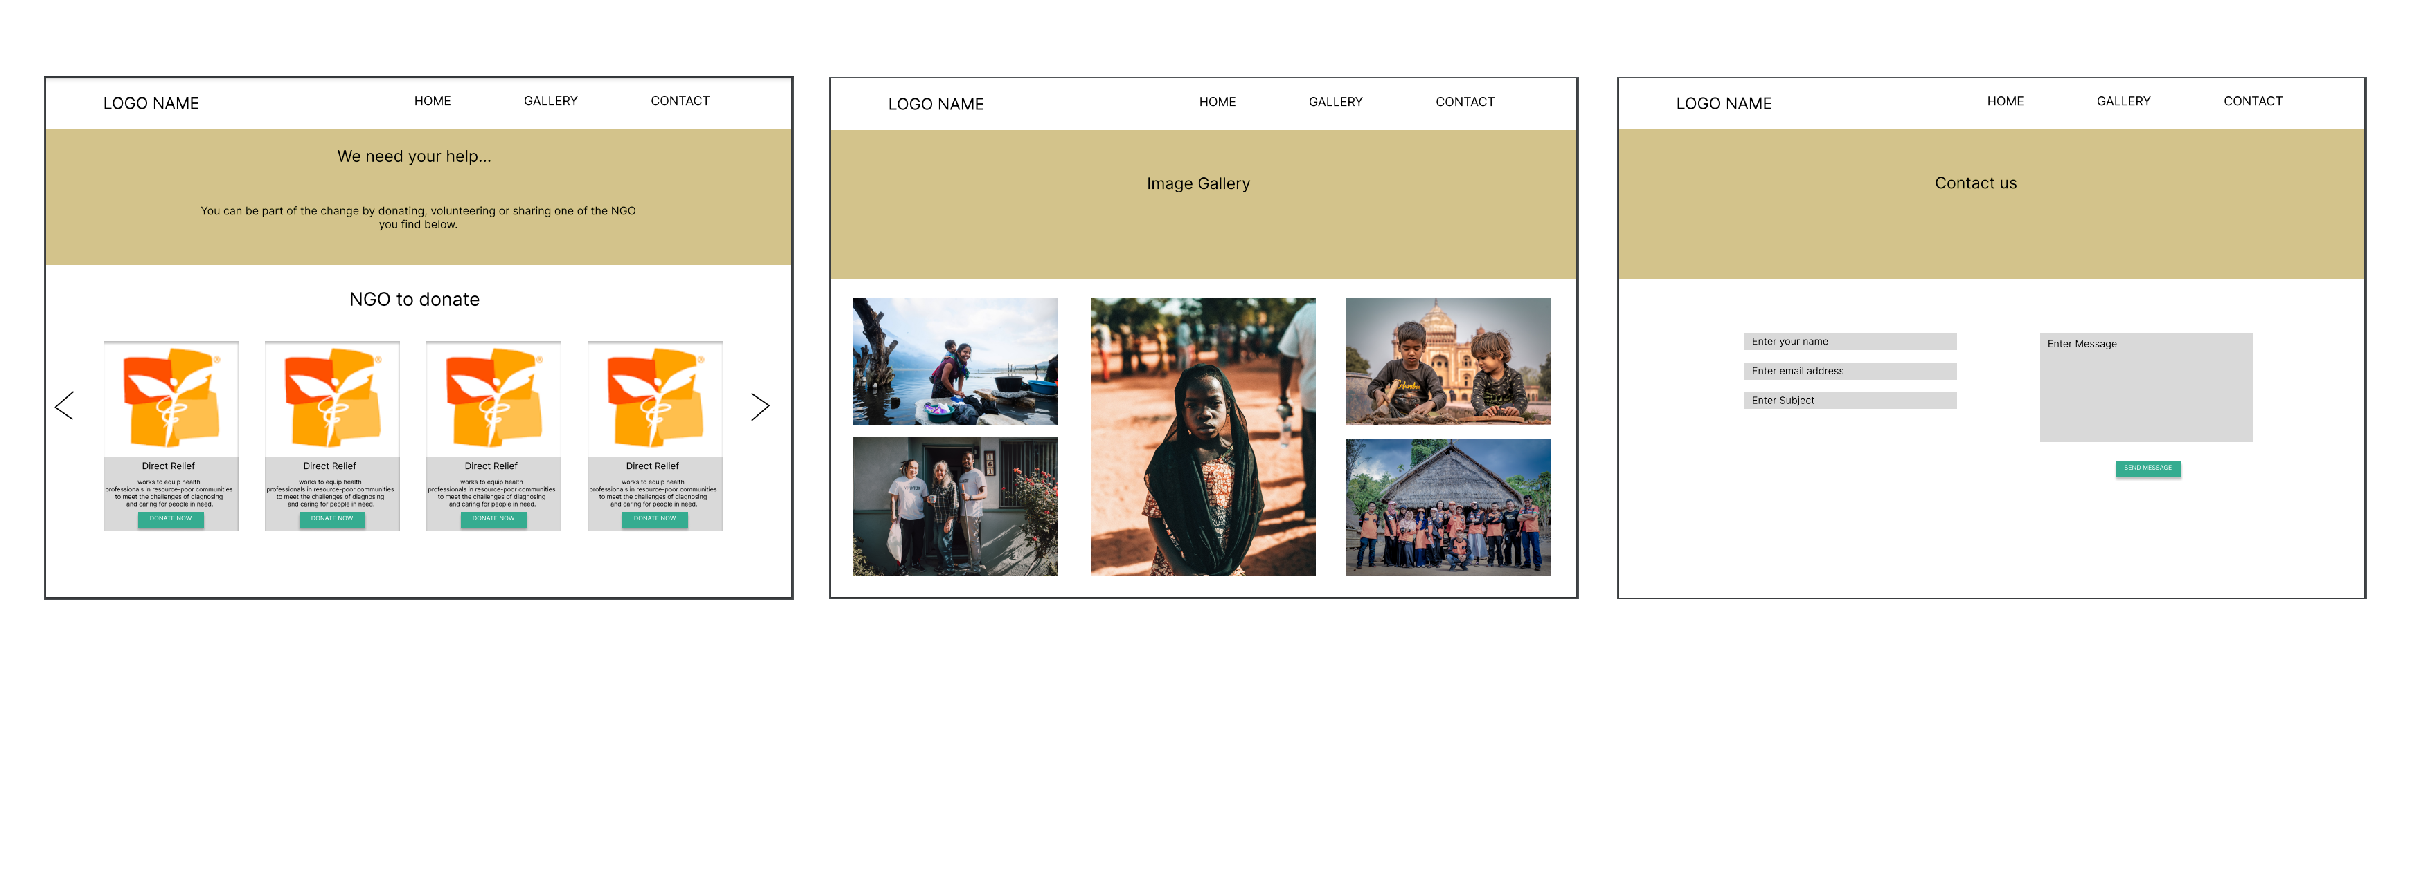 LOGO NAME
HOME
GALLERY
CONTACT
We need your help...
You can be part of the change by donating, volunteering or sharing one of the NGO
you find below.
NGO to donate
Direct Relief
works to equip health
professionals in resource-poor communities
to meet the challenges of diagnosing
and caring for people in need.
DONATE NOW
Direct Relief
works to equip health
professionals in resource-poor communities
to meet the challenges of diagnosing
and caring for people in need.
DONATE NOW
Direct Relief
works to equip health
professionals in resource-poor communities
to meet the challenges of diagnosing
and caring for people in need.
DONATE NOW
Direct Relief
works to equip health
professionals in resource-poor communities
to meet the challenges of diagnosing
and caring for people in need.
DONATE NOW
LOGO NAME
HOME
GALLERY
CONTACT
Image Gallery
LOGO NAME
HOME
GALLERY
CONTACT
Contact us
Enter your name
Enter email address
Enter Subject
Enter Message
SEND MESSAGE